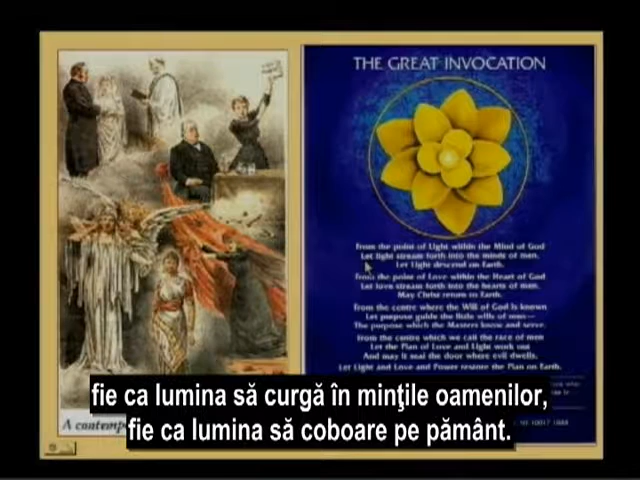 THE GREAT INVOCATION
From the point of Light within the Mind of God
Let light stream forth into the minds of men.
Let Light descend on Earth.
From the point of Love within the Heart of God
Let love stream forth into the hearts of men.
May Christ return to Earth.
From the centre where the Will of God is known
Let purpose guide the little wills of men—
The purpose which the Masters know and serve.
From the centre which we call the race of men
Let the Plan of Love and Light work out
And may it seal the door where evil dwells.
Let Light and Love and Power restore the Plan on Earth.
A contemp
fie ca lumina să curgă în minţile oamenilor,
fie ca lumina să coboare pe pământ.